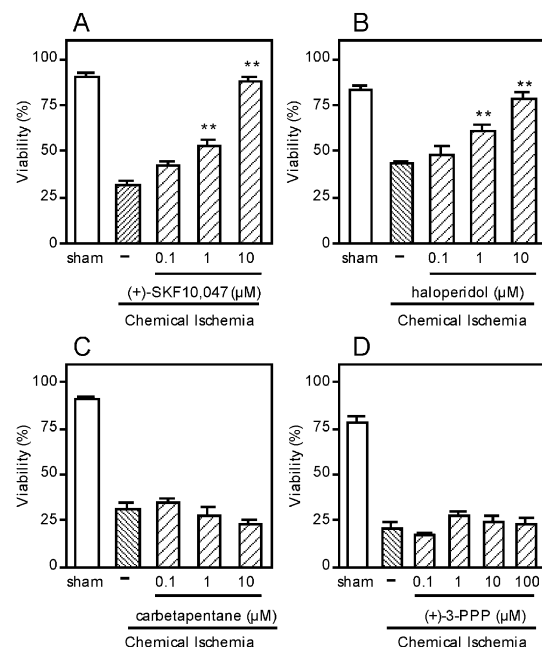 A
Viability (%)
100
75
50
25
0
**
**
sham – 0.1 1 10
(+)-SKF10,047 (μM)
Chemical Ischemia
B
Viability (%)
100
75
50
25
0
**
**
sham – 0.1 1 10
haloperidol (μM)
Chemical Ischemia
C
Viability (%)
100
75
50
25
0
sham – 0.1 1 10
carbetapentane (μM)
Chemical Ischemia
D
Viability (%)
100
75
50
25
0
sham – 0.1 1 10 100
(+)-3-PPP (μM)
Chemical Ischemia